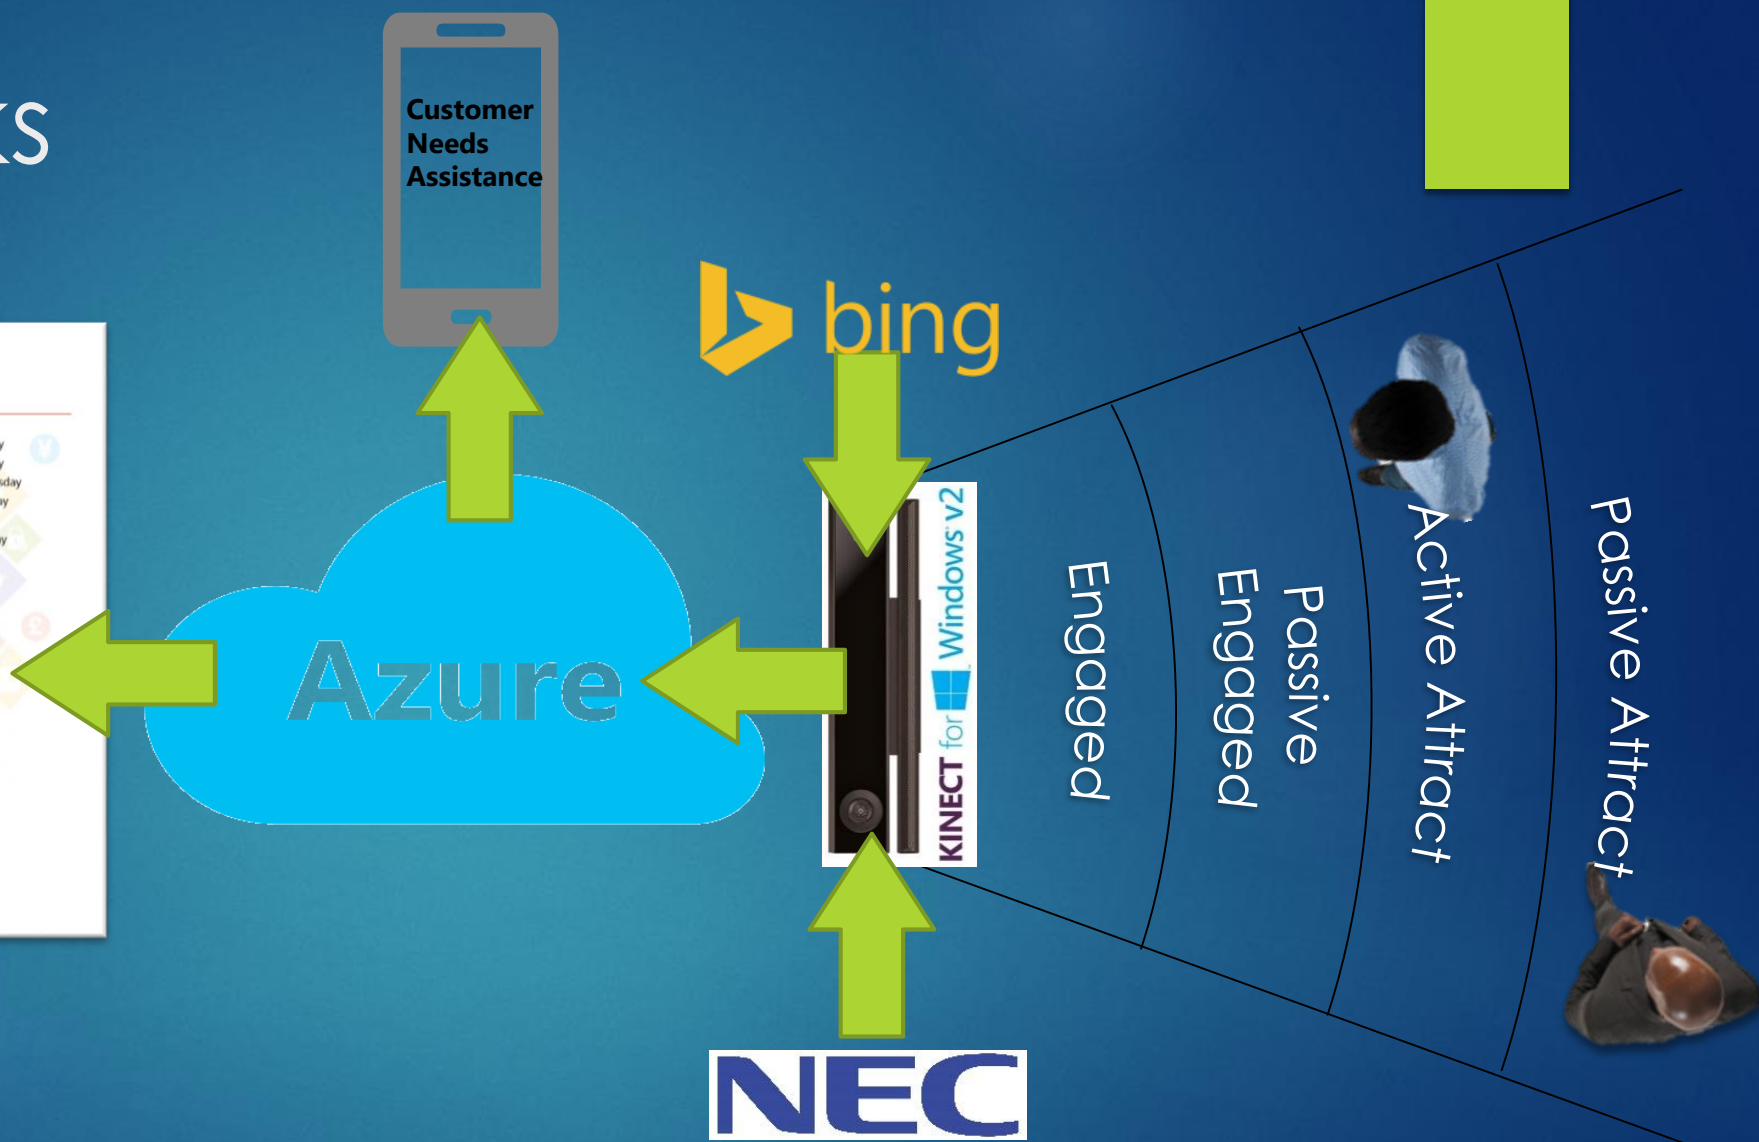 Customer
Needs
Assistance
bing
Azure
KINECT for Windows v2
Engaged
Passive
Engaged
Active Attract
Passive Attract
NEC